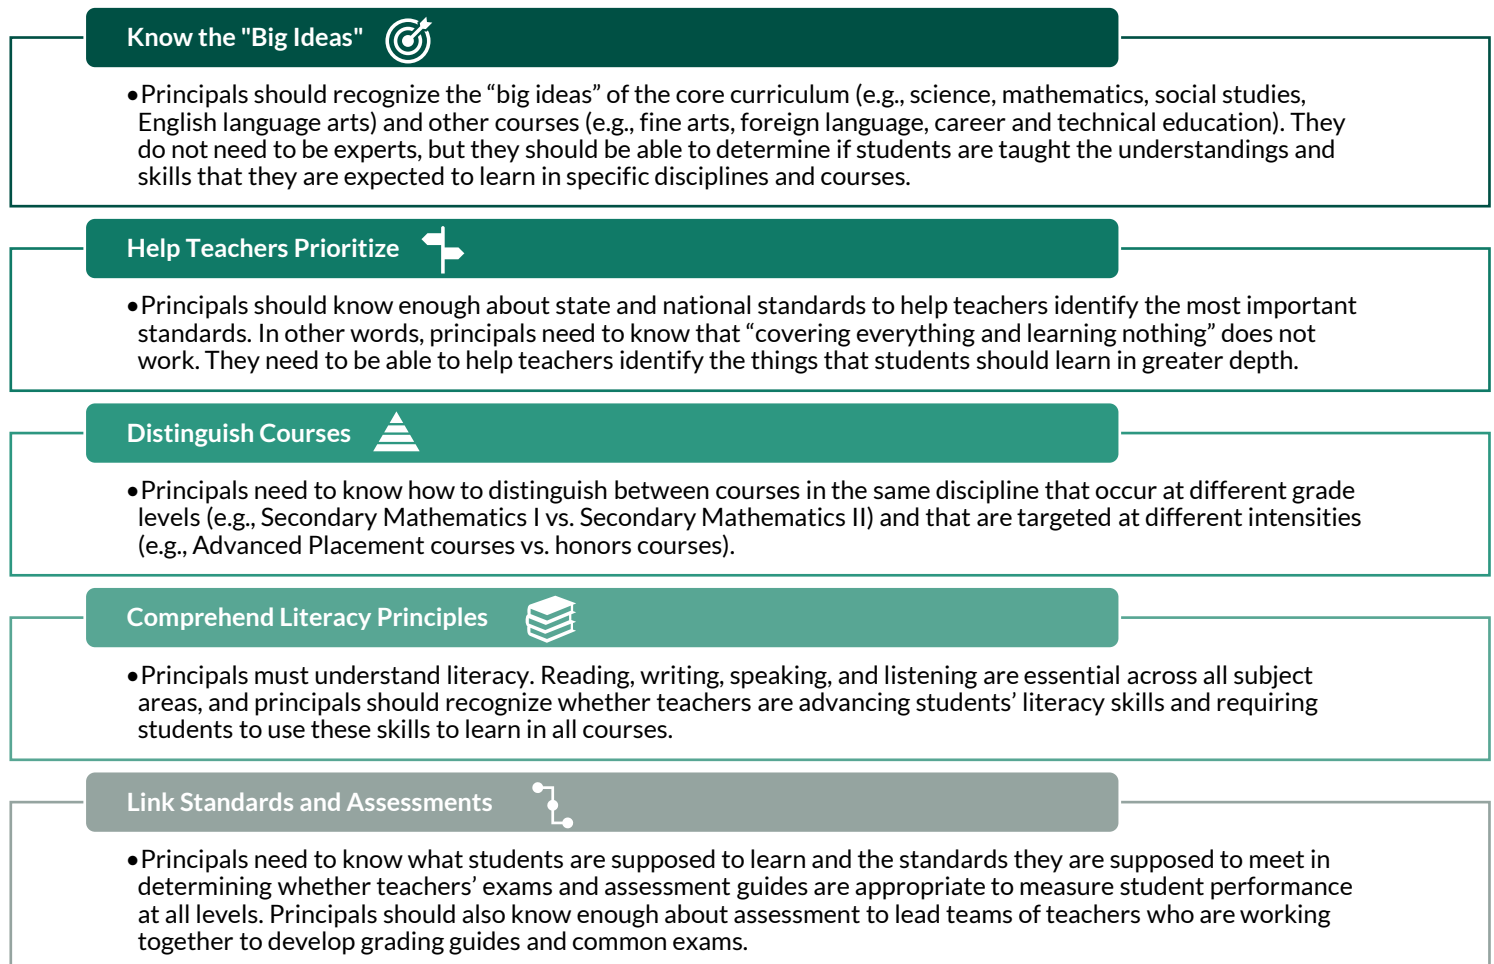 Know the "Big Ideas"
•Principals should recognize the “big ideas” of the core curriculum (e.g., science, mathematics, social studies,
English language arts) and other courses (e.g., fine arts, foreign language, career and technical education). They
do not need to be experts, but they should be able to determine if students are taught the understandings and
skills that they are expected to learn in specific disciplines and courses.
Help Teachers Prioritize
•Principals should know enough about state and national standards to help teachers identify the most important
standards. In other words, principals need to know that “covering everything and learning nothing” does not
work. They need to be able to help teachers identify the things that students should learn in greater depth.
Distinguish Courses
•Principals need to know how to distinguish between courses in the same discipline that occur at different grade
levels (e.g., Secondary Mathematics I vs. Secondary Mathematics II) and that are targeted at different intensities
(e.g., Advanced Placement courses vs. honors courses).
Comprehend Literacy Principles
•Principals must understand literacy. Reading, writing, speaking, and listening are essential across all subject
areas, and principals should recognize whether teachers are advancing students’ literacy skills and requiring
students to use these skills to learn in all courses.
Link Standards and Assessments
•Principals need to know what students are supposed to learn and the standards they are supposed to meet in
determining whether teachers’ exams and assessment guides are appropriate to measure student performance
at all levels. Principals should also know enough about assessment to lead teams of teachers who are working
together to develop grading guides and common exams.